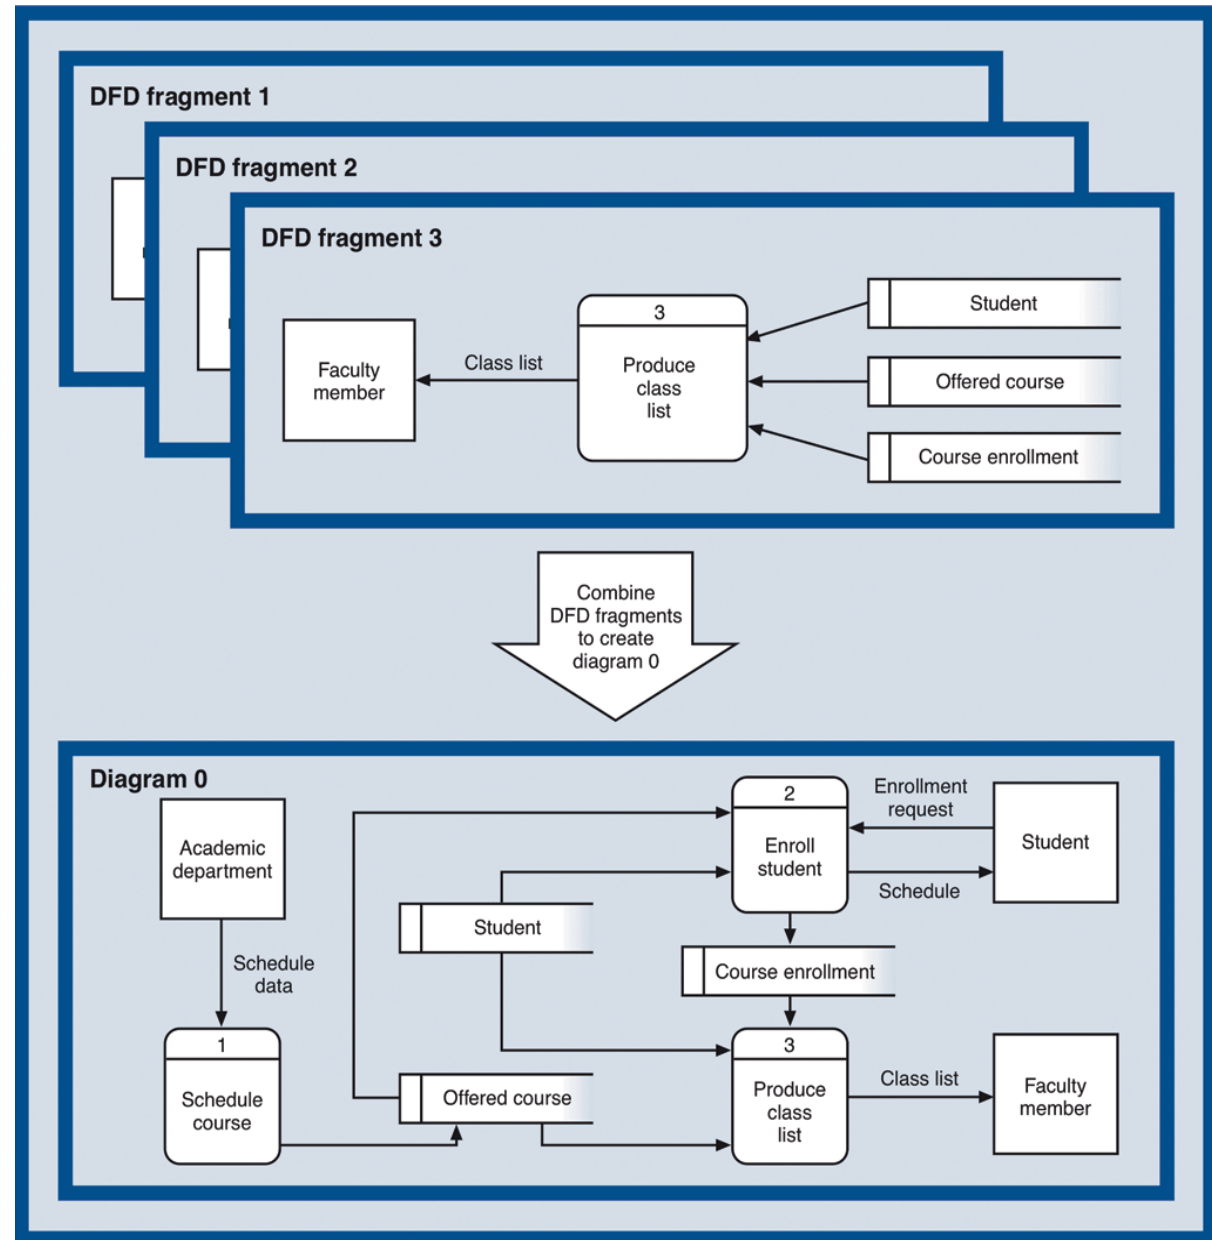 DFD fragment 1
DFD fragment 2
DFD fragment 3
Faculty
member
Class list
3
Produce
class
list
Student
Offered course
Course enrollment
Combine
DFD fragments
to create
diagram 0
Diagram 0
Academic
department
Schedule
data
1
Schedule
course
Student
Offered course
2
Enroll
student
Enrollment
request
Schedule
Student
Course enrollment
3
Produce
class
list
Class list
Faculty
member